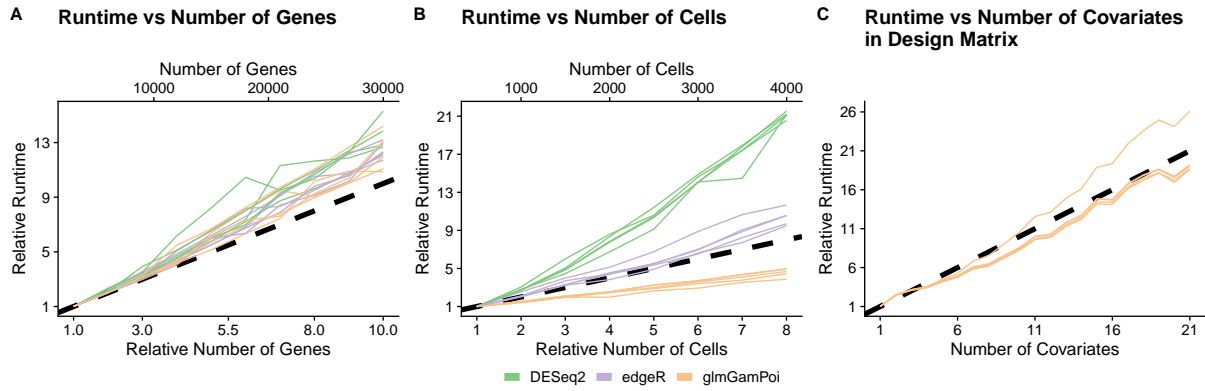 A
Runtime vs Number of Genes
Number of Genes
10000 20000 30000
13
9
5
1
Relative Runtime
1.0 3.0 5.5 8.0 10.0
Relative Number of Genes
B
Runtime vs Number of Cells
Number of Cells
1000 2000 3000 4000
21
17
13
9
5
1
Relative Runtime
1 2 3 4 5 6 7 8
Relative Number of Cells
C
Runtime vs Number of Covariates
in Design Matrix
26
21
16
11
6
1
Relative Runtime
1 6 11 16 21
Number of Covariates
DESeq2 edgeR glmGamPoi